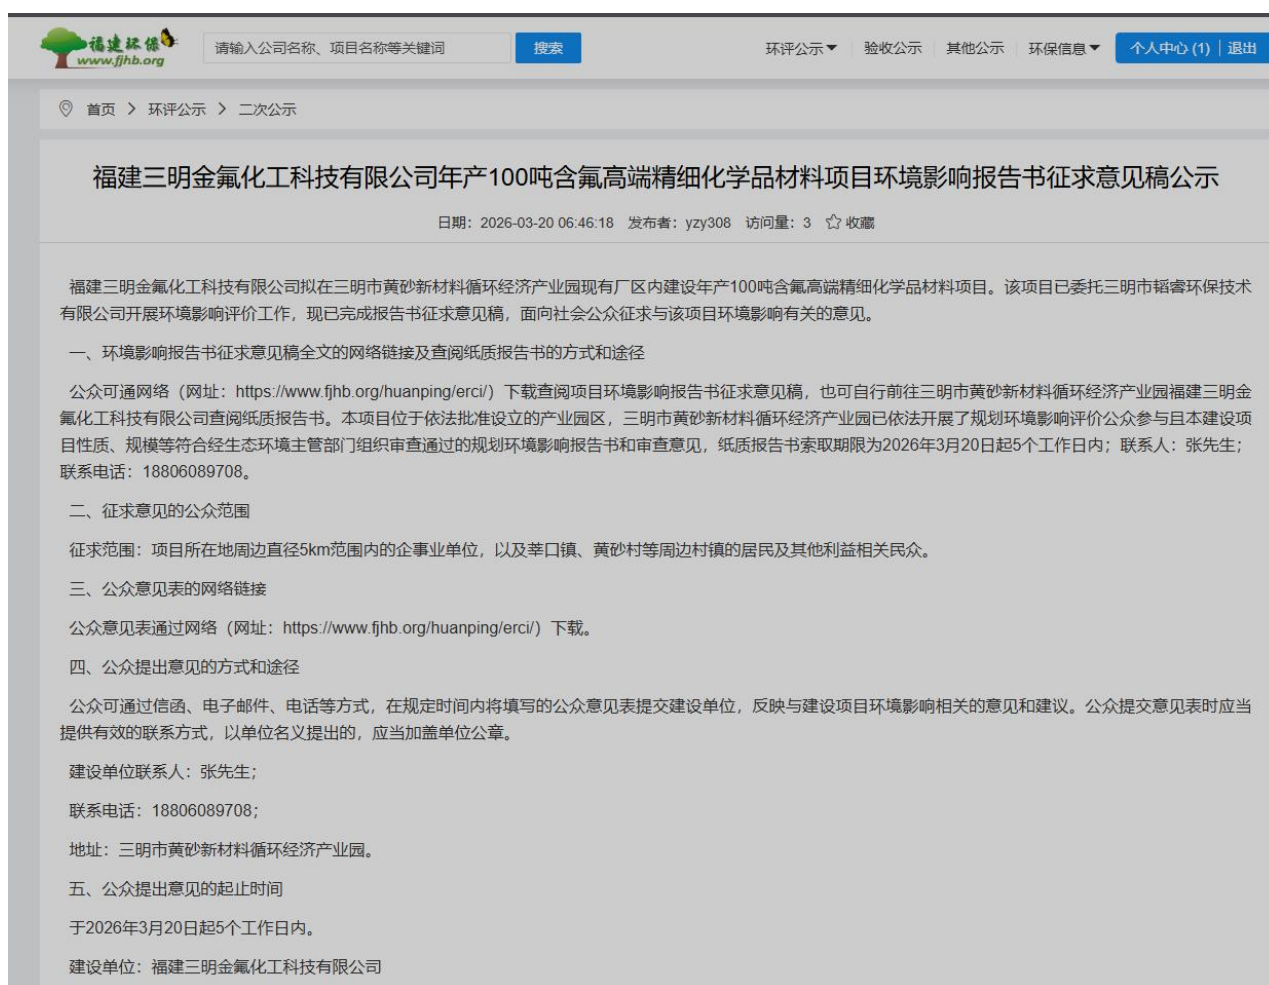 福建环保
www.fjhb.org
请输入公司名称、项目名称等关键词
搜索
环评公示
验收公示
其他公示
环保信息
个人中心 (1)
退出
首页 > 环评公示 > 二次公示
福建三明金氟化工科技有限公司年产100吨含氟高端精细化学品材料项目环境影响报告书征求意见稿公示
日期：2026-03-20 06:46:18 发布者：yzy308 访问量：3 收藏
福建三明金氟化工科技有限公司拟在三明市黄砂新材料循环经济产业园现有厂区内建设年产100吨含氟高端精细化学品材料项目。该项目已委托三明市韬睿环保技术
有限公司开展环境影响评价工作，现已完成报告书征求意见稿，面向社会公众征求与该项目环境影响有关的意见。
一、环境影响报告书征求意见稿全文的网络链接及查阅纸质报告书的方式和途径
公众可通网络（网址：https://www.fjhb.org/huanping/erci/）下载查阅项目环境影响报告书征求意见稿，也可自行前往三明市黄砂新材料循环经济产业园福建三明金
氟化工科技有限公司查阅纸质报告书。本项目位于依法批准设立的产业园区，三明市黄砂新材料循环经济产业园已依法开展了规划环境影响评价公众参与且本建设项
目性质、规模等符合经生态环境主管部门组织审查通过的规划环境影响报告书和审查意见，纸质报告书索取期限为2026年3月20日起5个工作日内；联系人：张先生；
联系电话：18806089708。
二、征求意见的公众范围
征求范围：项目所在地周边直径5km范围内的企事业单位，以及莘口镇、黄砂村等周边村镇的居民及其他利益相关民众。
三、公众意见表的网络链接
公众意见表通过网络（网址：https://www.fjhb.org/huanping/erci/）下载。
四、公众提出意见的方式和途径
公众可通过信函、电子邮件、电话等方式，在规定时间内将填写的公众意见表提交建设单位，反映与建设项目环境影响相关的意见和建议。公众提交意见表时应当
提供有效的联系方式，以单位名义提出的，应当加盖单位公章。
建设单位联系人：张先生；
联系电话：18806089708；
地址：三明市黄砂新材料循环经济产业园。
五、公众提出意见的起止时间
于2026年3月20日起5个工作日内。
建设单位：福建三明金氟化工科技有限公司